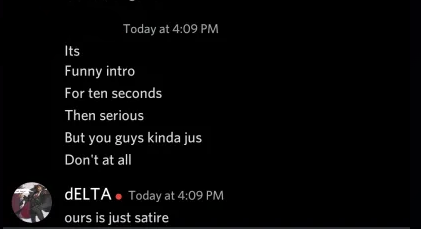 Today at 4:09 PM
Its
Funny intro
For ten seconds
Then serious
But you guys kinda jus
Don't at all
dELTA Today at 4:09 PM
ours is just satire